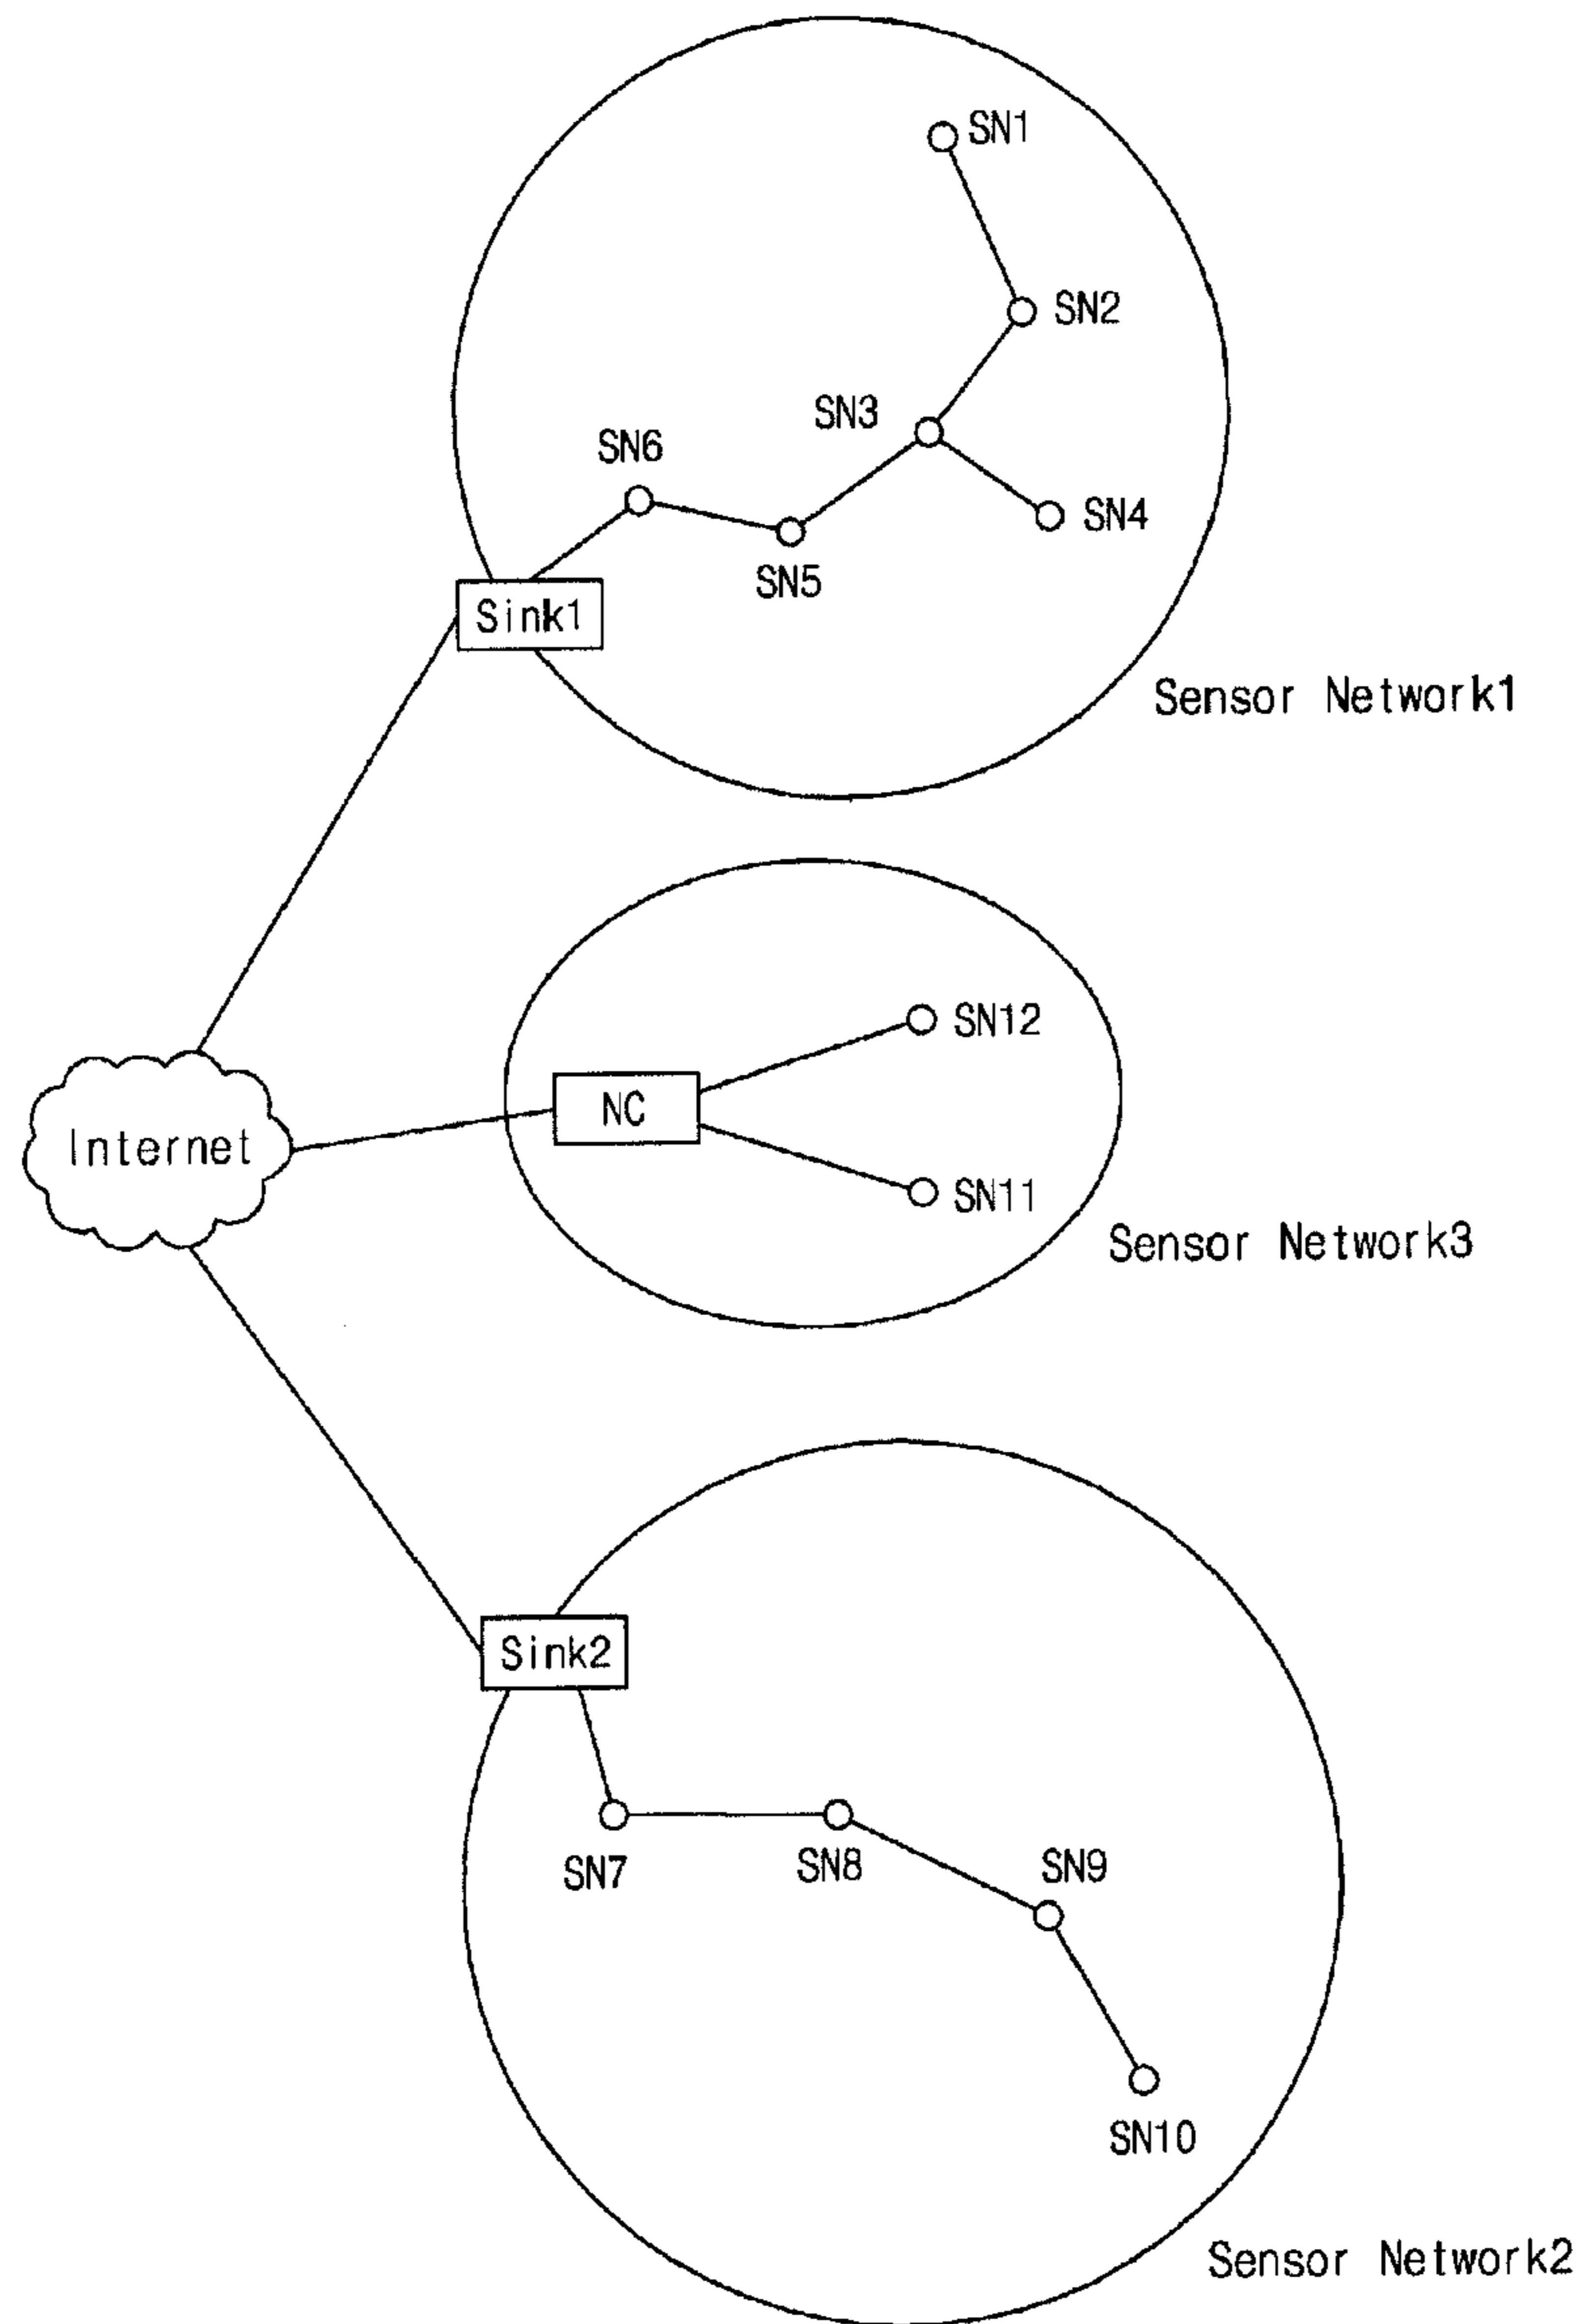 SN1
SN2
SN3
SN6
SN4
SN5
Sink1
Sensor Network1
SN12
NC
Internet
SN11
Sensor Network3
Sink2
SN7
SN8
SN9
SN10
Sensor Network2